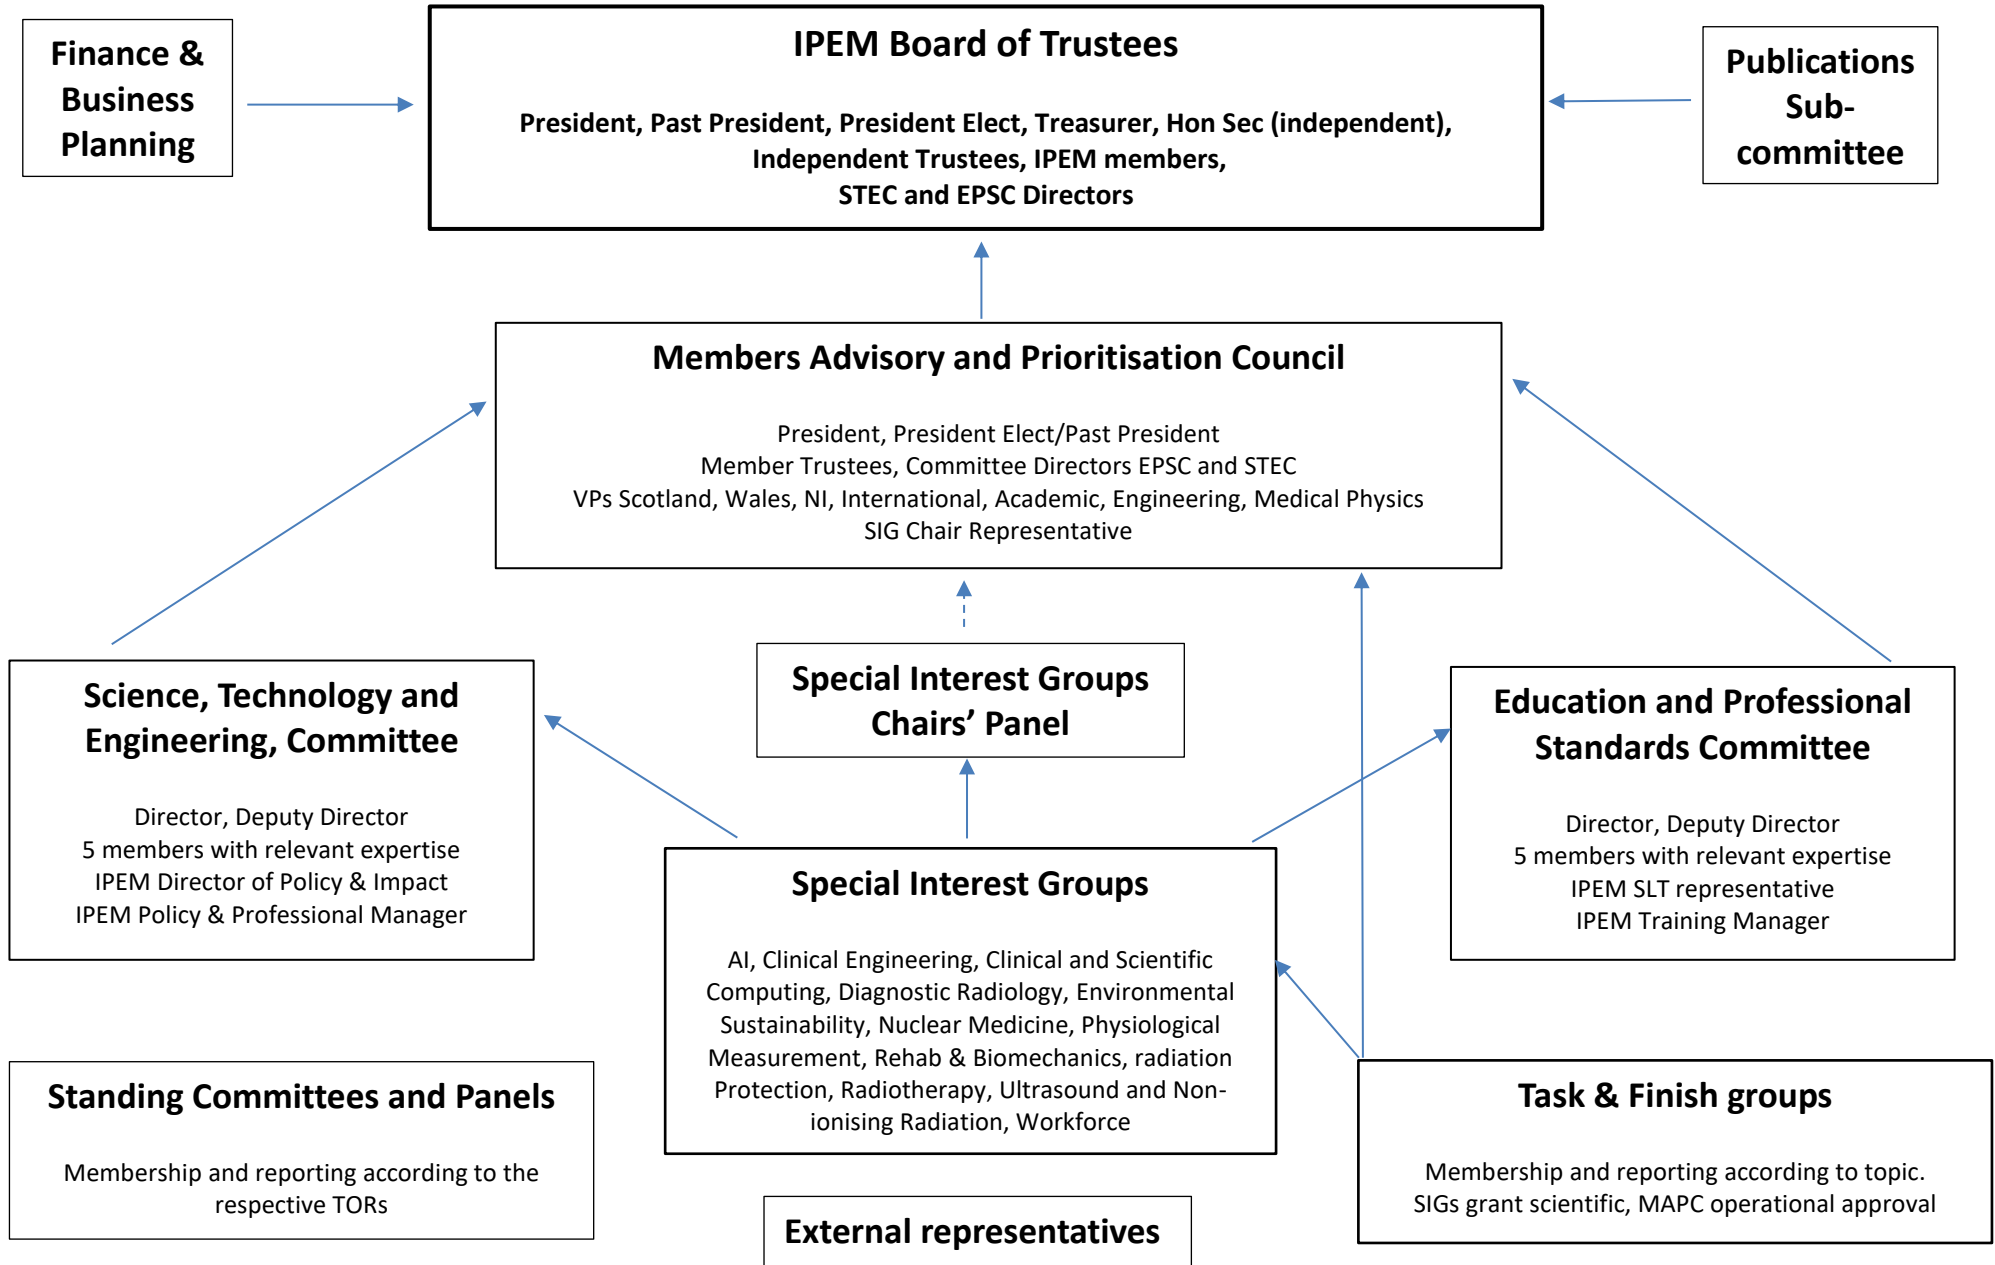 Finance &
Business
Planning
IPEM Board of Trustees
President, Past President, President Elect, Treasurer, Hon Sec (independent),
Independent Trustees, IPEM members,
STEC and EPSC Directors
Publications
Sub-
committee
Members Advisory and Prioritisation Council
President, President Elect/Past President
Member Trustees, Committee Directors EPSC and STEC
VPs Scotland, Wales, NI, International, Academic, Engineering, Medical Physics
SIG Chair Representative
Science, Technology and
Engineering, Committee
Director, Deputy Director
5 members with relevant expertise
IPEM Director of Policy & Impact
IPEM Policy & Professional Manager
Special Interest Groups
Chairs’ Panel
Education and Professional
Standards Committee
Director, Deputy Director
5 members with relevant expertise
IPEM SLT representative
IPEM Training Manager
Special Interest Groups
AI, Clinical Engineering, Clinical and Scientific
Computing, Diagnostic Radiology, Environmental
Sustainability, Nuclear Medicine, Physiological
Measurement, Rehab & Biomechanics, radiation
Protection, Radiotherapy, Ultrasound and Non-
ionising Radiation, Workforce
Standing Committees and Panels
Membership and reporting according to the
respective TORs
Task & Finish groups
Membership and reporting according to topic.
SIGs grant scientific, MAPC operational approval
External representatives